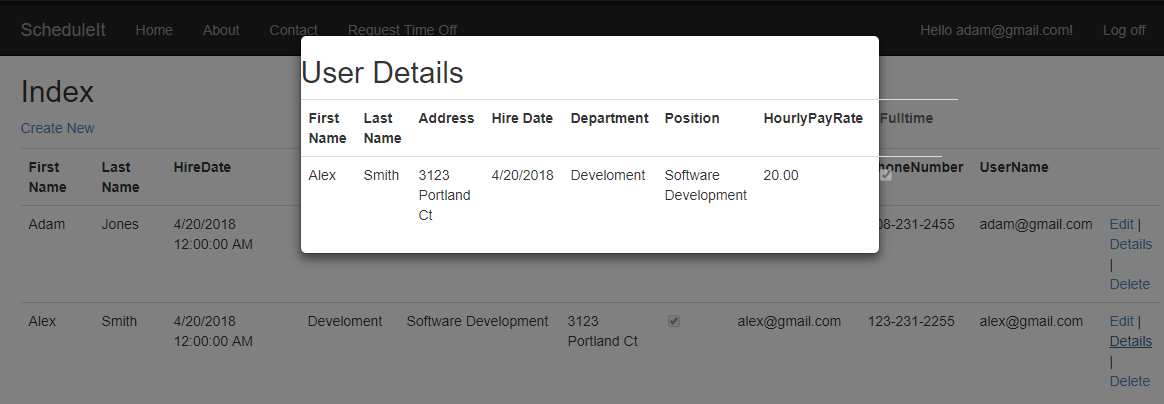 ScheduleIt Home About Contact Request Time Off Hello adam@gmail.com! Log off
User Details
First Name Last Name Address Hire Date Department Position HourlyPayRate Fulltime
Alex Smith 3123 Portland Ct 4/20/2018 Develoment Software Development 20.00
Index
Create New
First Name Last Name HireDate oneNumber UserName
Adam Jones 4/20/2018 12:00:00 AM 08-231-2455 adam@gmail.com Edit | Details | Delete
Alex Smith 4/20/2018 12:00:00 AM Develoment Software Development 3123 Portland Ct alex@gmail.com 123-231-2255 alex@gmail.com Edit | Details | Delete